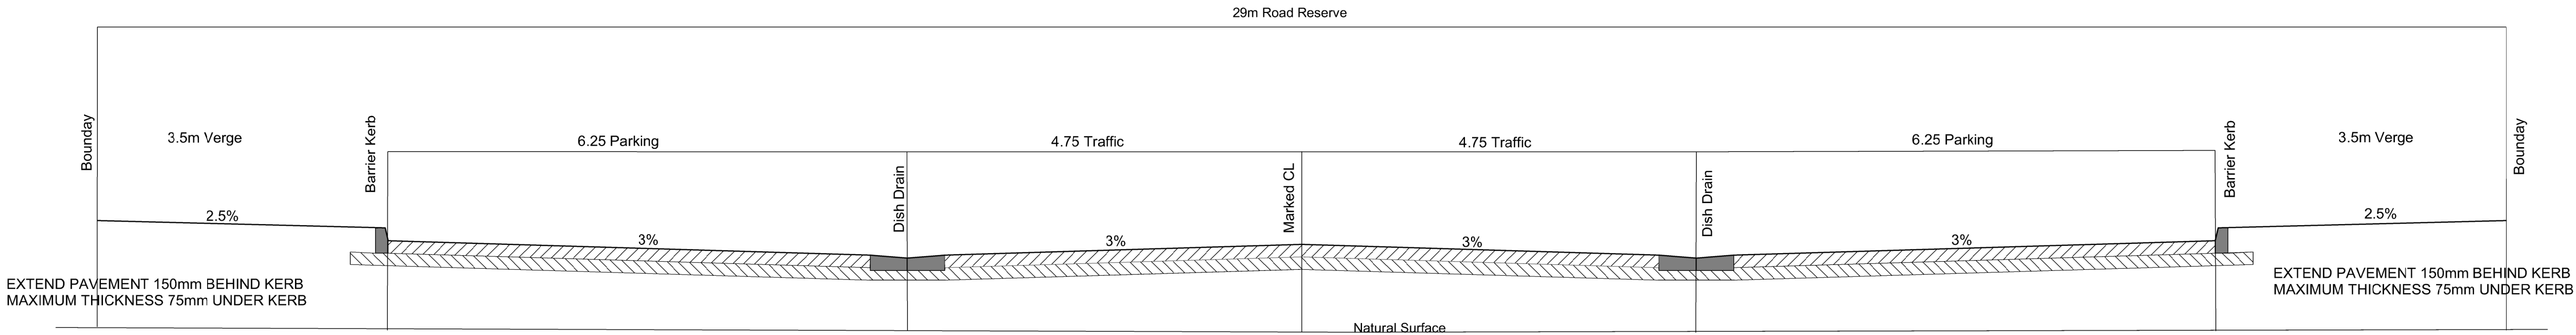 29m Road Reserve
Bounday
3.5m Verge
Barrier Kerb
6.25 Parking
Dish Drain
4.75 Traffic
Marked CL
4.75 Traffic
Dish Drain
6.25 Parking
Barrier Kerb
3.5m Verge
Bounday
2.5%
3%
3%
3%
3%
2.5%
EXTEND PAVEMENT 150mm BEHIND KERB
MAXIMUM THICKNESS 75mm UNDER KERB
EXTEND PAVEMENT 150mm BEHIND KERB
MAXIMUM THICKNESS 75mm UNDER KERB
Natural Surface